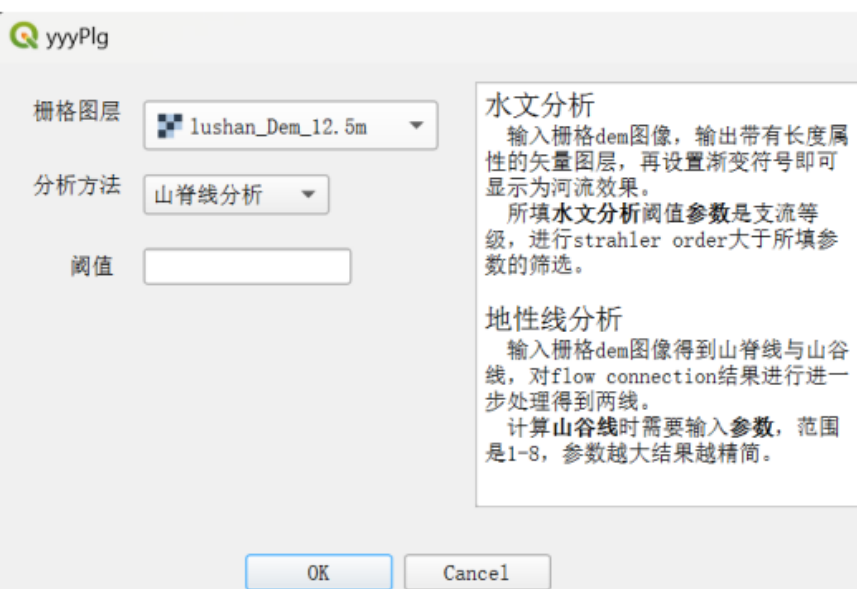 yyyPlg
栅格图层
lushan_Dem_12.5m
分析方法
山脊线分析
阈值
水文分析
输入栅格dem图像，输出带有长度属
性的矢量图层，再设置渐变符号即可
显示为河流效果。
所填水文分析阈值参数是支流等
级，进行strahler order大于所填参
数的筛选。
地性线分析
输入栅格dem图像得到山脊线与山谷
线，对flow connection结果进行进一
步处理得到两线。
计算山谷线时需要输入参数，范围
是1-8，参数越大结果越精简。
OK
Cancel